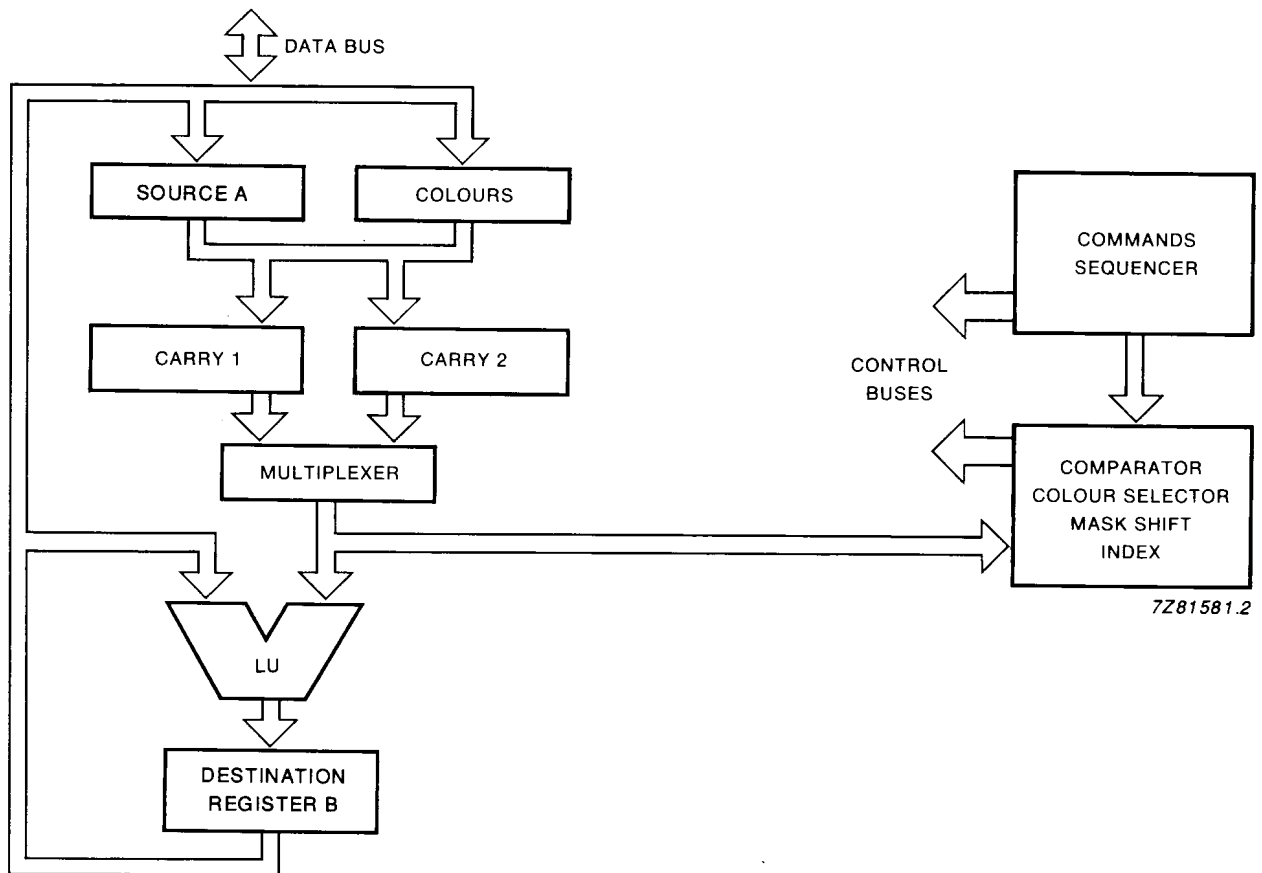 DATA BUS
SOURCE A
COLOURS
CARRY 1
CARRY 2
MULTIPLEXER
LU
DESTINATION
REGISTER B
COMMANDS
SEQUENCER
CONTROL
BUSES
COMPARATOR
COLOUR SELECTOR
MASK SHIFT
INDEX
7Z81581.2